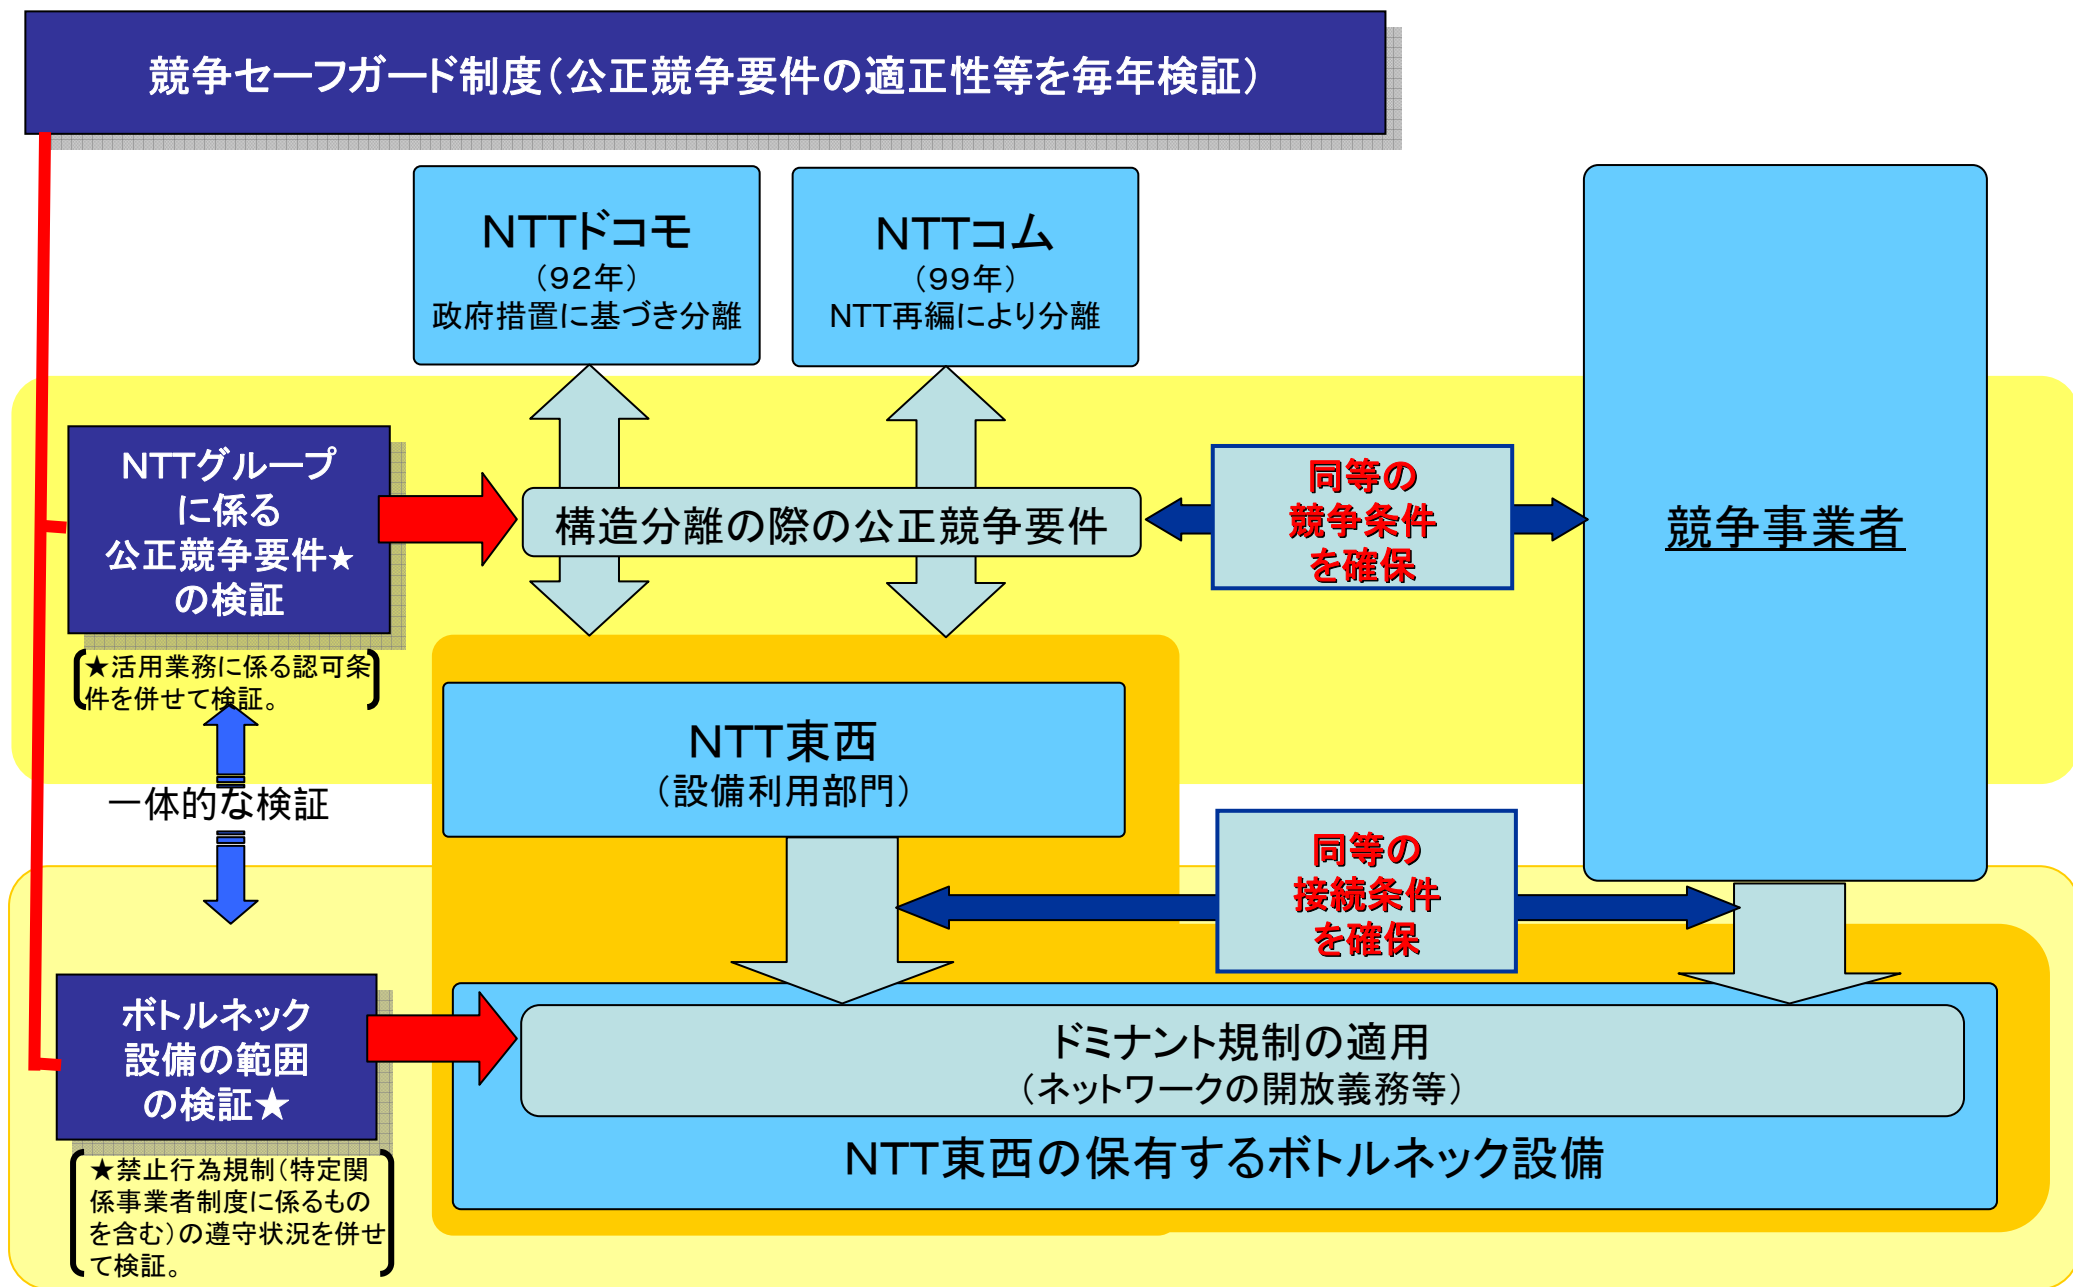 競争セーフガード制度（公正競争要件の適正性等を毎年検証）
NTTドコモ
（９２年）
政府措置に基づき分離
NTTコム
（９９年）
NTT再編により分離
NTTグループ
に係る
公正競争要件★
の検証
★活用業務に係る認可条
件を併せて検証。
構造分離の際の公正競争要件
同等の
競争条件
を確保
競争事業者
NTT東西
（設備利用部門）
一体的な検証
同等の
接続条件
を確保
ボトルネック
設備の範囲
の検証★
★禁止行為規制（特定関
係事業者制度に係るもの
を含む）の遵守状況を併せ
て検証。
ドミナント規制の適用
（ネットワークの開放義務等）
NTT東西の保有するボトルネック設備